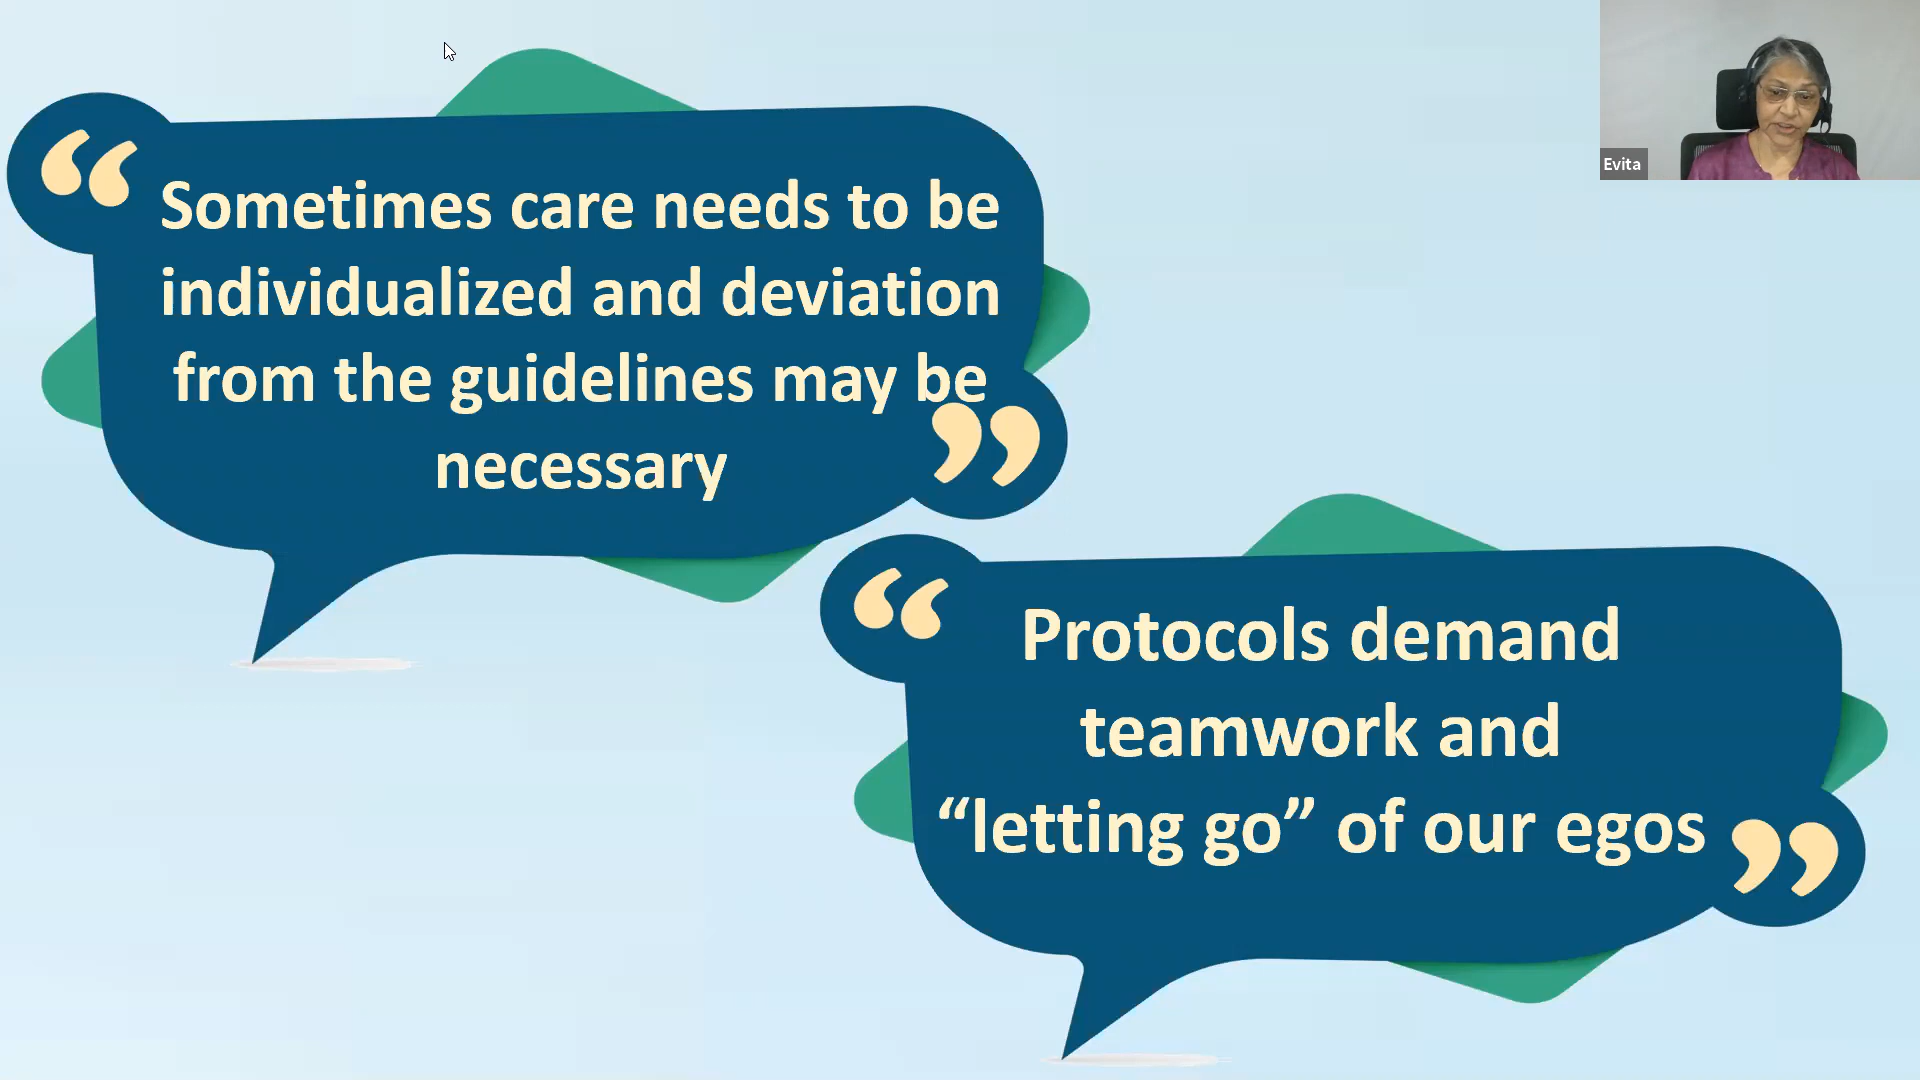 “Sometimes care needs to be
individualized and deviation
from the guidelines may be
necessary”
“Protocols demand
teamwork and
“letting go” of our egos”
Evita